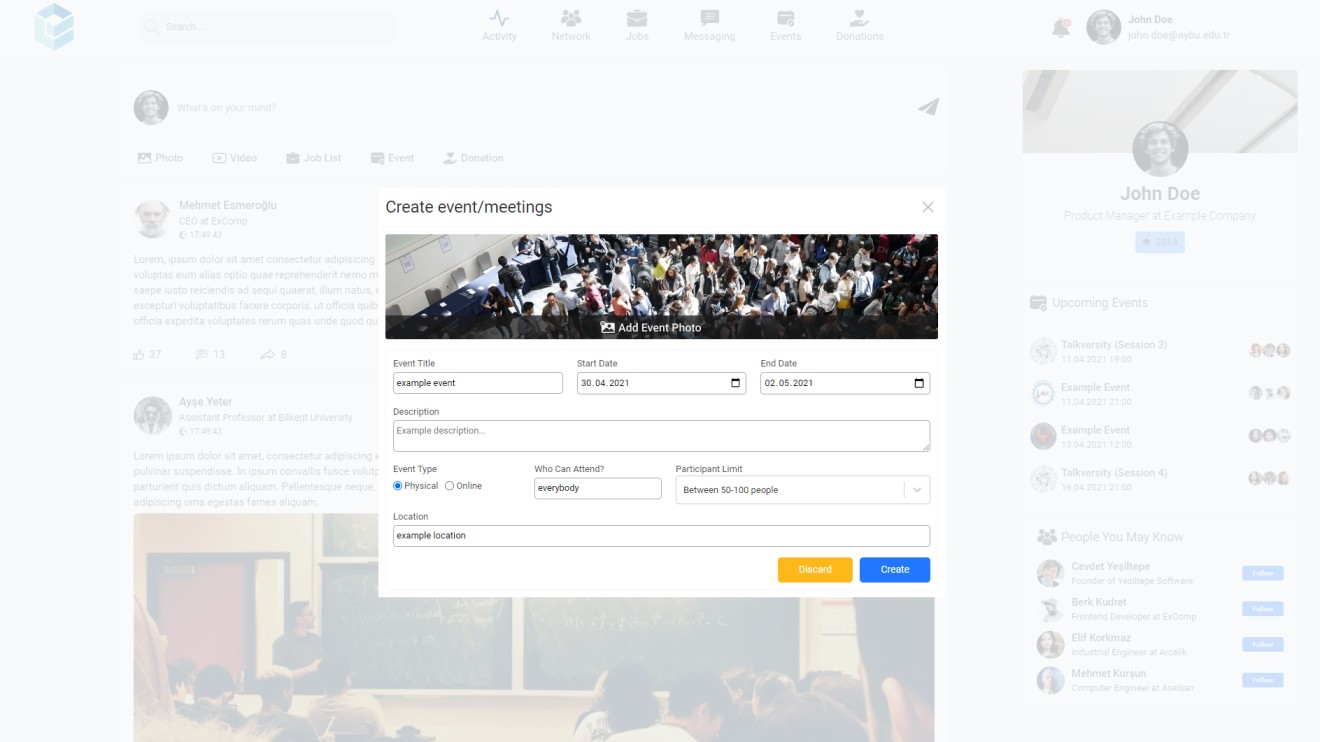 Search...
Activity
Network
Jobs
Messaging
Events
Donations
John Doe
john.doe@aybu.edu.tr
What's on your mind?
Photo
Video
Job List
Event
Donation
Mehmet Esmeroğlu
CEO at ExComp
17:49:43
Lorem, ipsum dolor sit amet consectetur adipisicing
voluptas eum alias optio quae reprehenderit nemo m
saepe iusto reiciendis ad sequi quaerat, illum natus, e
excepturi voluptatibus facere corporis, ut officia quib
officia expedita voluptates rerum quas unde quod qu
37
13
8
Ayşe Yeter
Assistant Professor at Bilkent University
17:49:43
Lorem ipsum dolor sit amet, consectetur adipiscing e
pulvinar suspendisse. In ipsum convallis fusce volutp
parturient quis dictum aliquam. Pellentesque neque,
adipiscing urna egestas fames aliquam.
Create event/meetings
Add Event Photo
Event Title
example event
Start Date
30.04.2021
End Date
02.05.2021
Description
Example description...
Event Type
Physical
Online
Who Can Attend?
everybody
Participant Limit
Between 50-100 people
Location
example location
Discard
Create
John Doe
Product Manager at Example Company
2018
Upcoming Events
Talkversity (Session 3)
11.04.2021 19:00
Example Event
11.04.2021 21:00
Example Event
13.04.2021 12:00
Talkversity (Session 4)
16.04.2021 21:00
People You May Know
Cevdet Yeşiltepe
Founder of Yesiltepe Software
Follow
Berk Kudret
Frontend Developer at ExComp
Follow
Elif Korkmaz
Industrial Engineer at Arcelik
Follow
Mehmet Kurşun
Computer Engineer at Aselsan
Follow